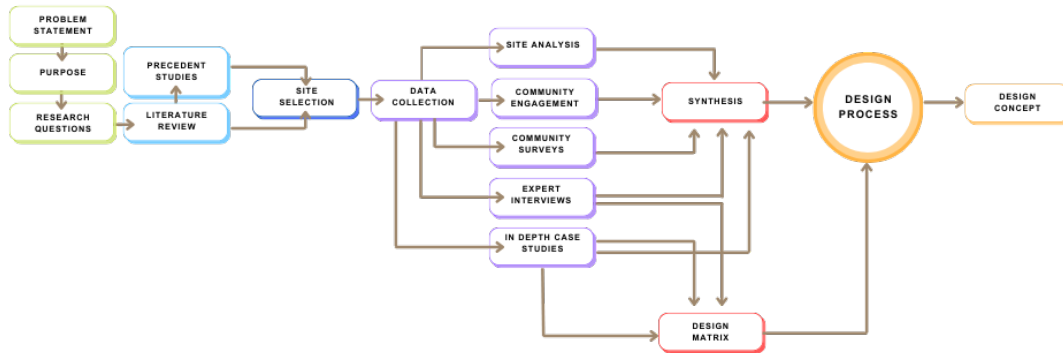 PROBLEM
STATEMENT
PURPOSE
RESEARCH
QUESTIONS
PRECEDENT
STUDIES
LITERATURE
REVIEW
SITE
SELECTION
DATA
COLLECTION
SITE ANALYSIS
COMMUNITY
ENGAGEMENT
COMMUNITY
SURVEYS
EXPERT
INTERVIEWS
IN DEPTH CASE
STUDIES
SYNTHESIS
DESIGN
MATRIX
DESIGN
PROCESS
DESIGN
CONCEPT